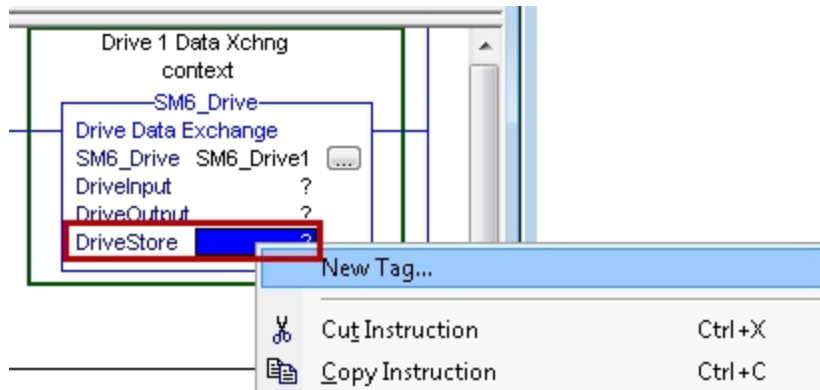 Drive 1 Data Xchng
context
SM6_Drive
Drive Data Exchange
SM6_Drive SM6_Drive1 ...
DriveInput ?
DriveOutput ?
DriveStore ?
New Tag...
Cut Instruction Ctrl+X
Copy Instruction Ctrl+C